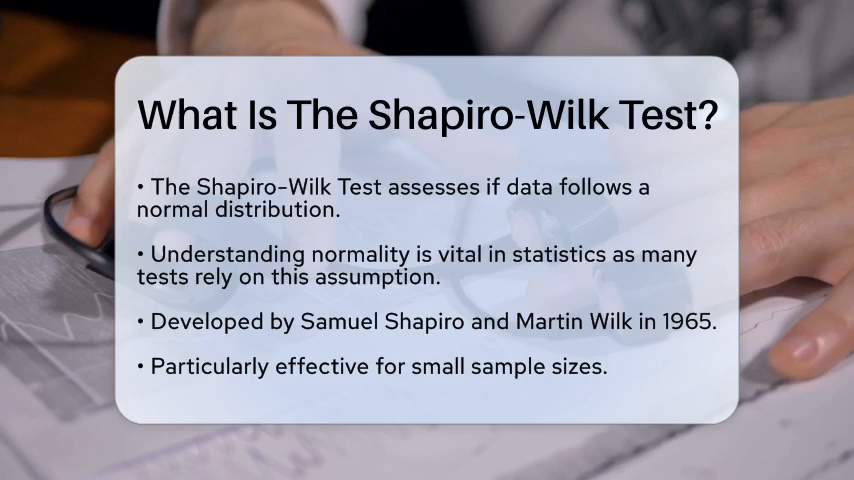 What Is The Shapiro-Wilk Test?
• The Shapiro-Wilk Test assesses if data follows a
normal distribution.
• Understanding normality is vital in statistics as many
tests rely on this assumption.
• Developed by Samuel Shapiro and Martin Wilk in 1965.
• Particularly effective for small sample sizes.